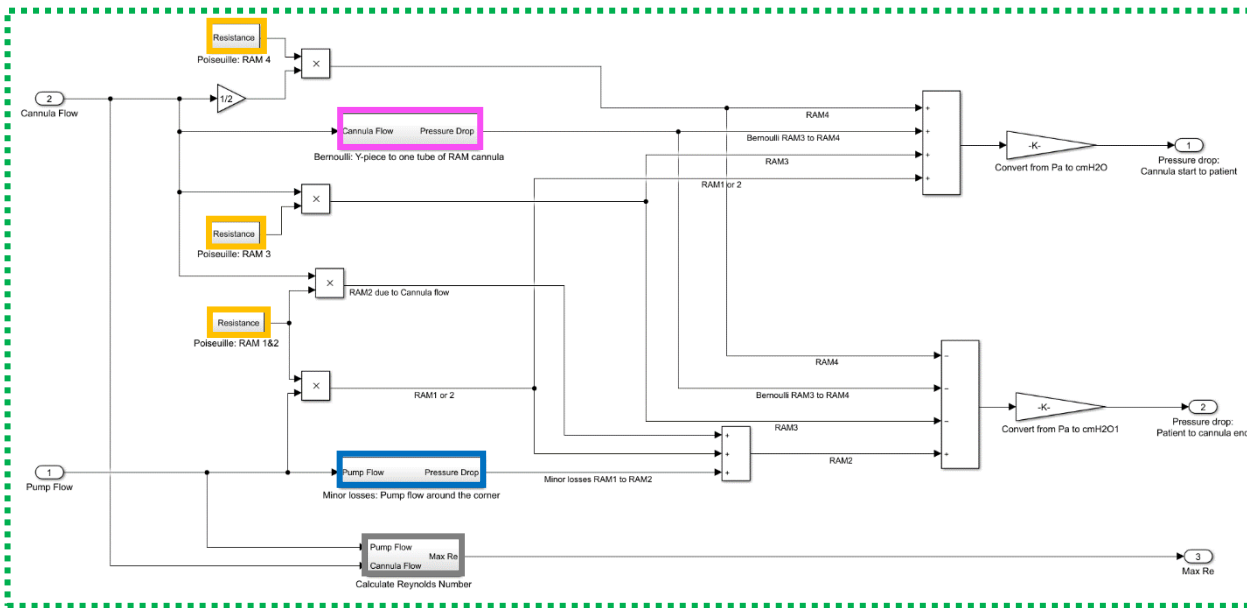 Resistance
Poiseuille: RAM 4
×
2
Cannula Flow
1/2
RAM4
+
+
+
+
Cannula Flow Pressure Drop
Bernoulli: Y-piece to one tube of RAM cannula
Bernoulli RAM3 to RAM4
RAM3
RAM1 or 2
-K-
Convert from Pa to cmH2O
1
Pressure drop:
Cannula start to patient
×
Resistance
Poiseuille: RAM 3
×
RAM2 due to Cannula flow
Resistance
Poiseuille: RAM 1&2
×
RAM1 or 2
RAM4
Bernoulli RAM3 to RAM4
RAM3
RAM2
−
−
−
+
-K-
Convert from Pa to cmH2O1
2
Pressure drop:
Patient to cannula end
+
+
+
1
Pump Flow
Pump Flow Pressure Drop
Minor losses: Pump flow around the corner
Minor losses RAM1 to RAM2
Pump Flow
Cannula Flow
Max Re
Calculate Reynolds Number
3
Max Re